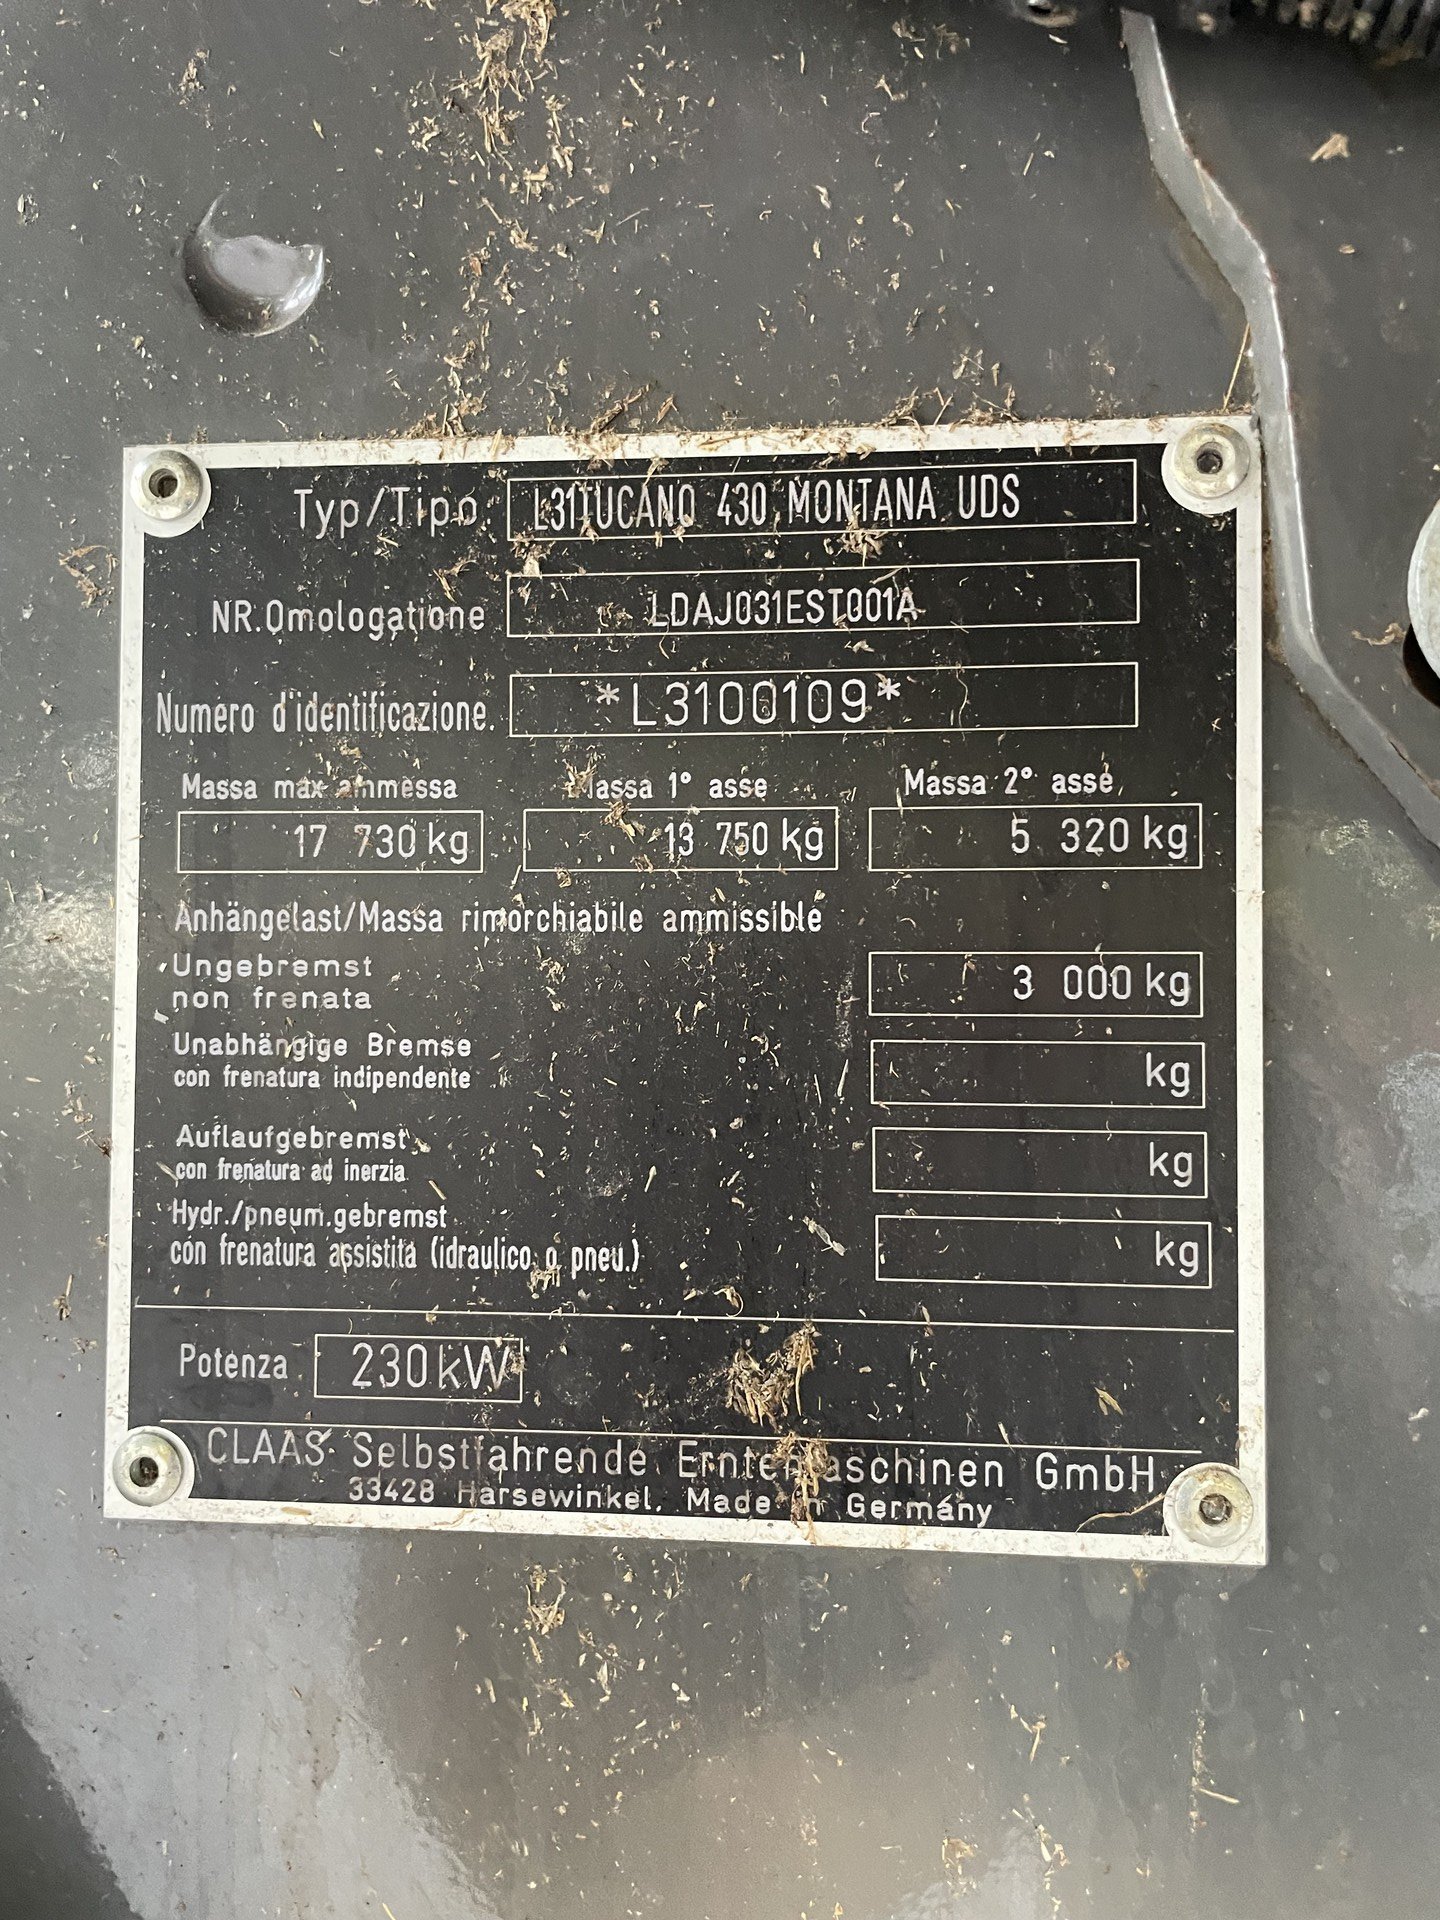 Typ/Tipo L31TUCANO 430 MONTANA UDS
NR.Omologatione LDAJ031EST001A
Numero d'identificazione. *L3100109*
Massa max ammessa Massa 1° asse Massa 2° asse
17 730 kg 13 750 kg 5 320 kg
Anhängelast/Massa rimorchiabile ammissible
Ungebremst
non frenata
3 000 kg
Unabhängige Bremse
con frenatura indipendente
kg
Auflaufgebremst
con frenatura ad inerzia
kg
Hydr./pneum.gebremst
con frenatura assistita (idraulico o pneu.)
kg
Potenza 230 kW
CLAAS Selbstfahrende Erntemaschinen GmbH
33428 Harsewinkel. Made in Germany